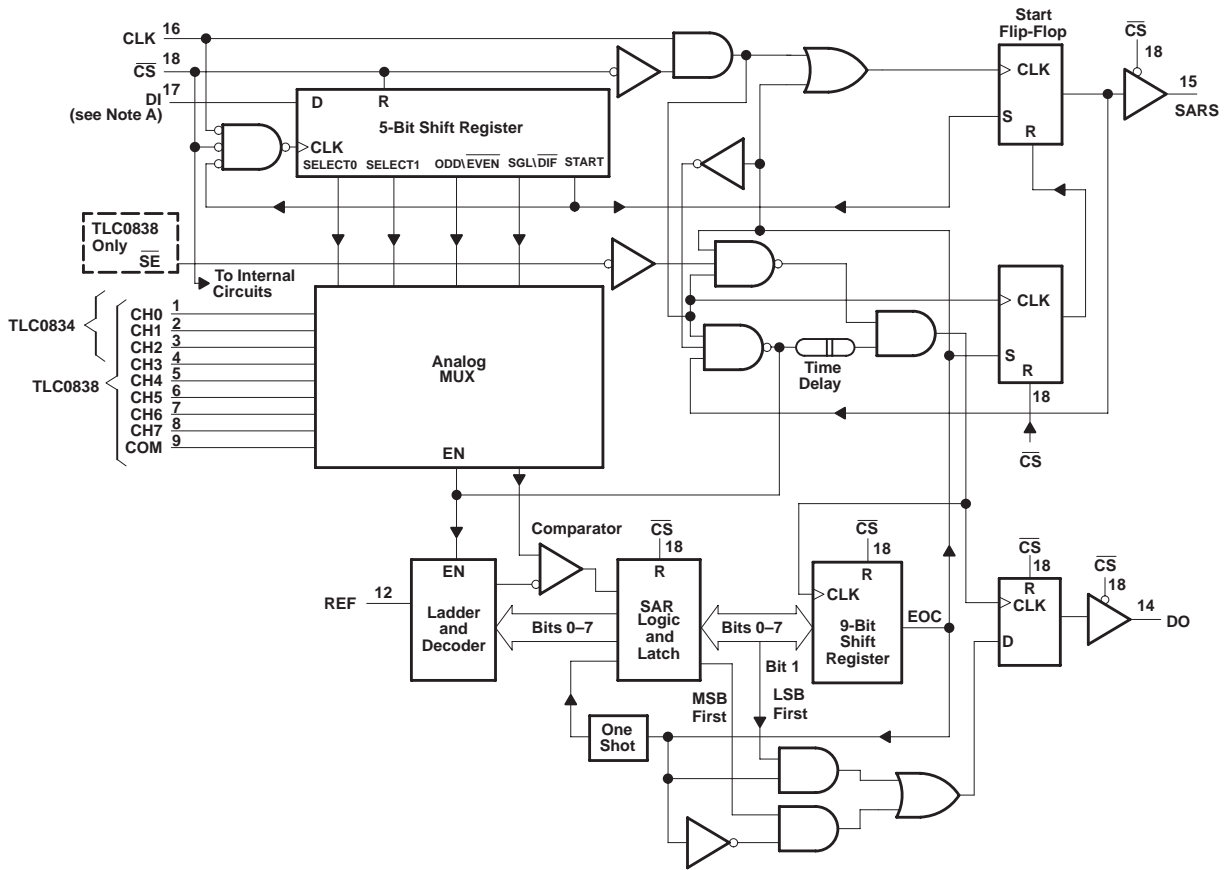 Start
Flip-Flop
CLK 16
CS 18
DI 17
(see Note A)
D
R
5-Bit Shift Register
CLK
SELECT0 SELECT1 ODD\EVEN SGL\DIF START
CLK
S
R
CS
18
15
SARS
TLC0838
Only
SE
To Internal
Circuits
TLC0834
TLC0838
CH0 1
CH1 2
CH2 3
CH3 4
CH4 5
CH5 6
CH6 7
CH7 8
COM 9
Analog
MUX
EN
Time
Delay
CLK
S
R
18
CS
Comparator
REF 12
EN
Ladder
and
Decoder
Bits 0–7
CS
18
R
SAR
Logic
and
Latch
Bits 0–7
Bit 1
CS
18
R
CLK
9-Bit
Shift
Register
EOC
CS
18
R
CLK
D
CS
18
14
DO
MSB
First
LSB
First
One
Shot